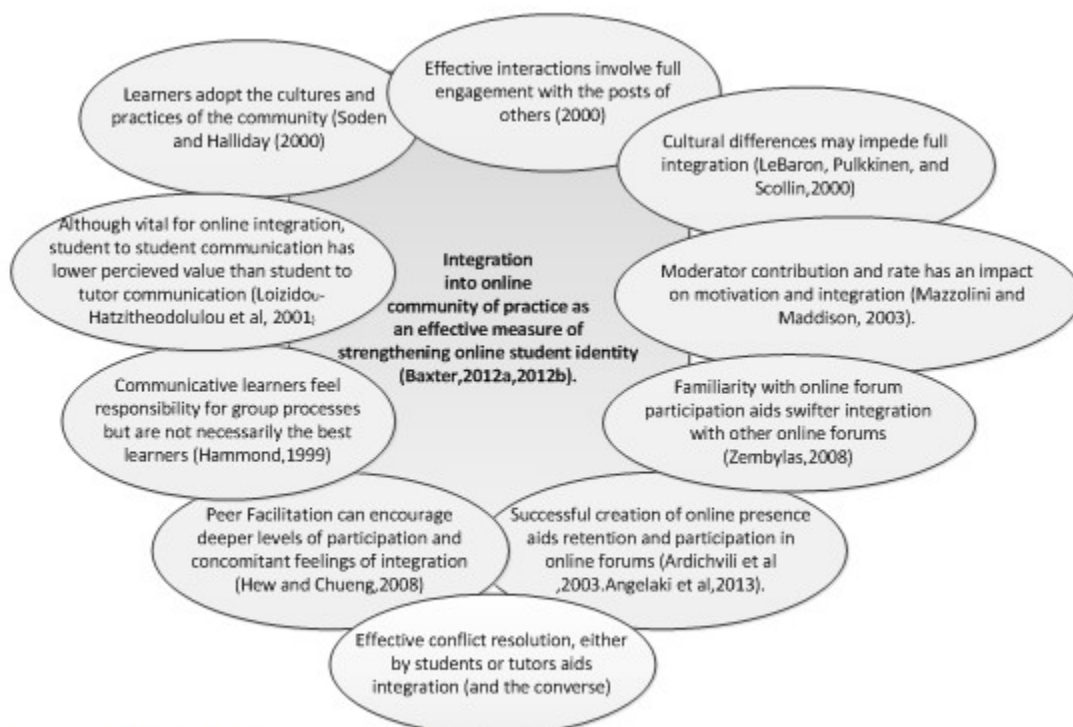 Effective interactions involve full
engagement with the posts of
others (2000)
Learners adopt the cultures and
practices of the community (Soden
and Halliday (2000)
Cultural differences may impede full
integration (LeBaron, Pulkkinen, and
Scollin,2000)
Although vital for online integration,
student to student communication has
lower percieved value than student to
tutor communication (Loizidou-
Hatzitheodolulou et al, 2001)
Integration
into online
community of practice as
an effective measure of
strengthening online student identity
(Baxter,2012a,2012b).
Moderator contribution and rate has an impact
on motivation and integration (Mazzolini and
Maddison, 2003).
Communicative learners feel
responsibility for group processes
but are not necessarily the best
learners (Hammond,1999)
Familiarity with online forum
participation aids swifter integration
with other online forums
(Zembylas,2008)
Peer Facilitation can encourage
deeper levels of participation and
concomitant feelings of integration
(Hew and Chueng,2008)
Successful creation of online presence
aids retention and participation in
online forums (Ardichvili et al
,2003.Angelaki et al,2013).
Effective conflict resolution, either
by students or tutors aids
integration (and the converse)